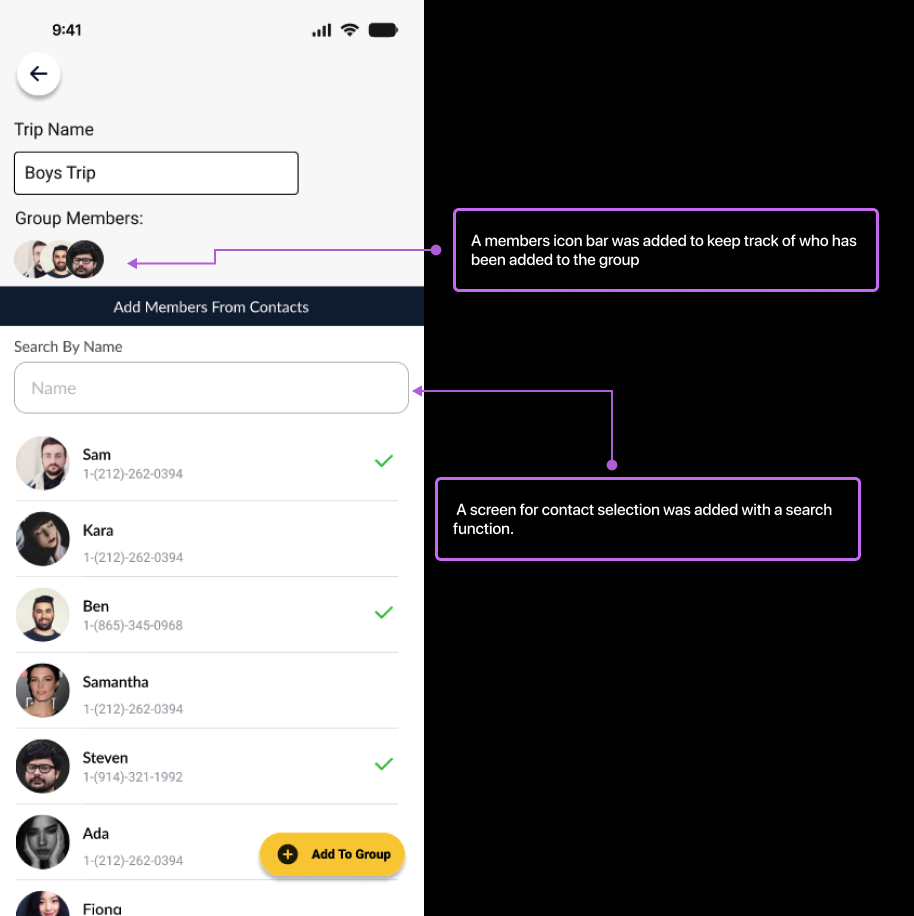 9:41
Trip Name
Boys Trip
Group Members:
A members icon bar was added to keep track of who has
been added to the group
Add Members From Contacts
Search By Name
Name
A screen for contact selection was added with a search
function.
Sam
1-(212)-262-0394
Kara
1-(212)-262-0394
Ben
1-(865)-345-0968
Samantha
1-(212)-262-0394
Steven
1-(914)-321-1992
Ada
1-(212)-262-0394
Add To Group
Fiong